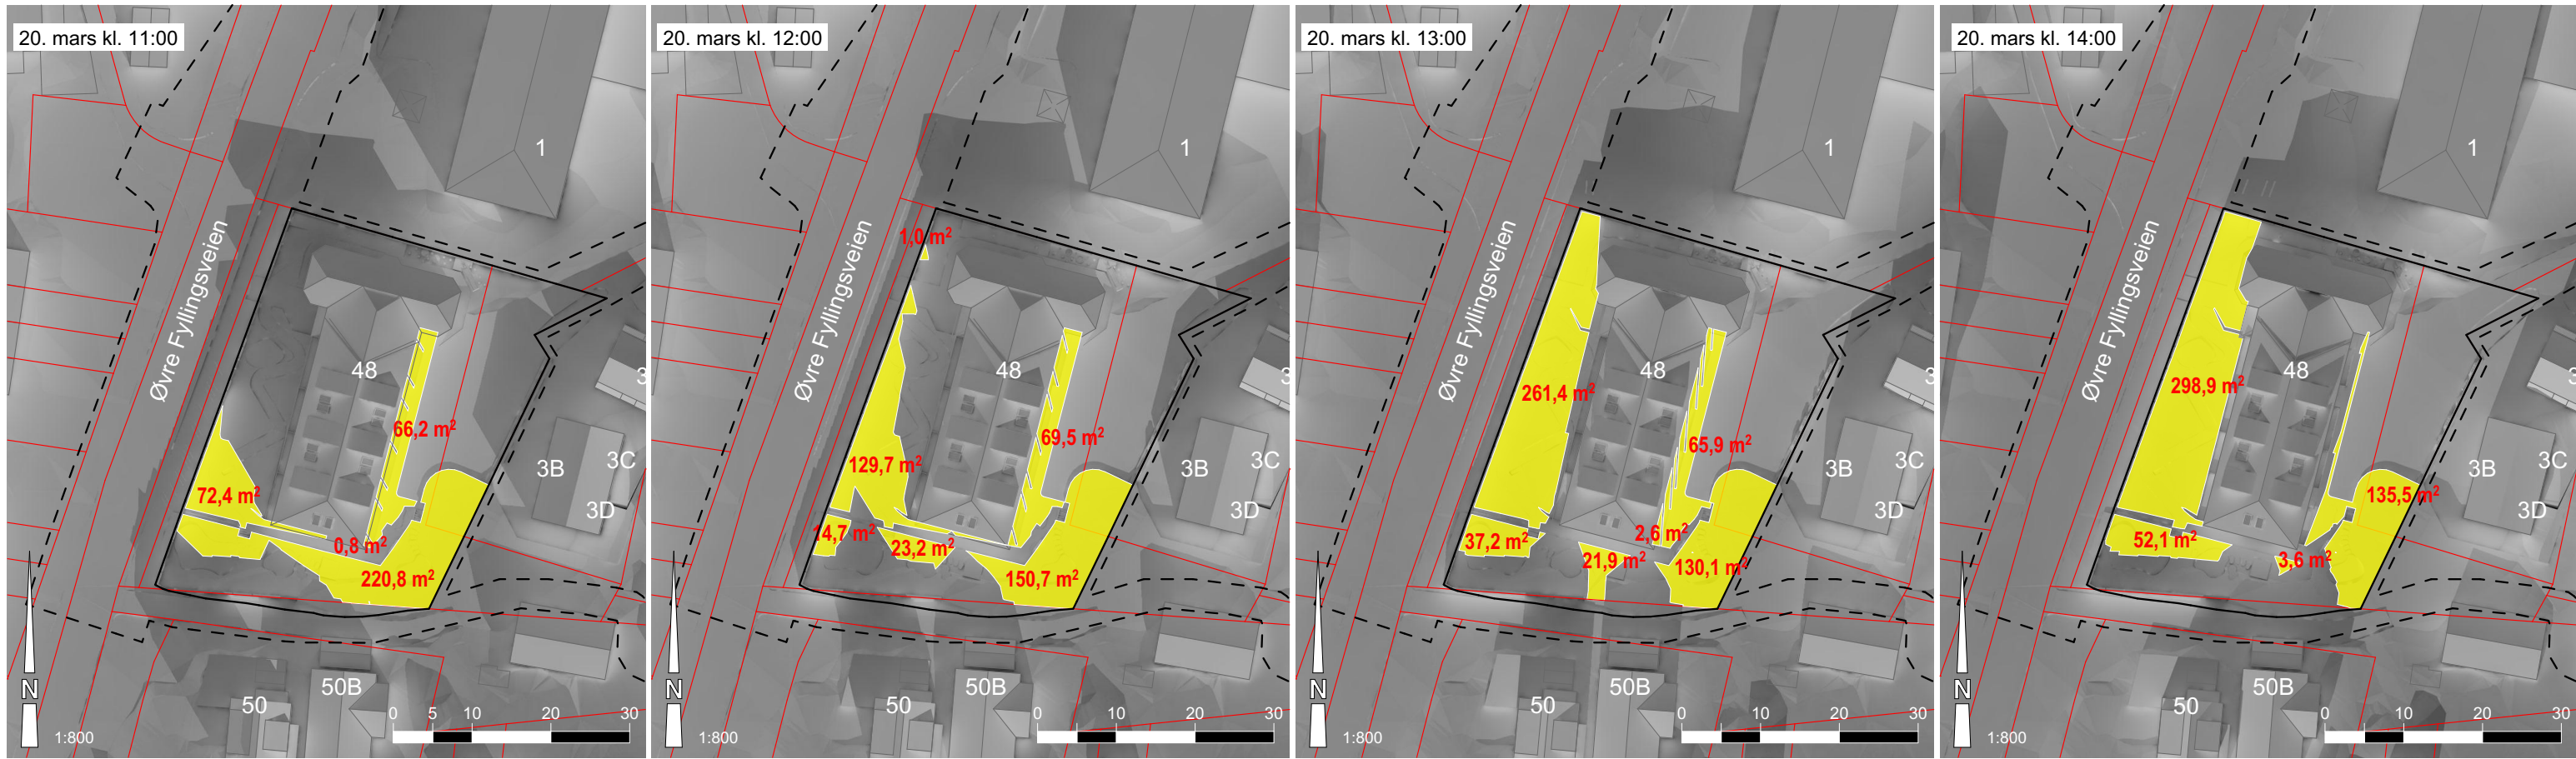 20. mars kl. 11:00
1
Øvre Fyllingsveien
48
66,2 m²
72,4 m²
0,8 m²
220,8 m²
3
3B
3C
3D
50
50B
N
1:800
0 5 10 20 30
20. mars kl. 12:00
1
1,0 m²
Øvre Fyllingsveien
48
69,5 m²
129,7 m²
14,7 m²
23,2 m²
150,7 m²
3
3B
3C
3D
50
50B
N
1:800
0 10 20 30
20. mars kl. 13:00
1
Øvre Fyllingsveien
48
261,4 m²
65,9 m²
2,6 m²
37,2 m²
21,9 m²
130,1 m²
3
3B
3C
3D
50
50B
N
1:800
0 10 20 30
20. mars kl. 14:00
1
Øvre Fyllingsveien
48
298,9 m²
135,5 m²
52,1 m²
3,6 m²
3
3B
3C
3D
50
50B
N
1:800
0 10 20 30